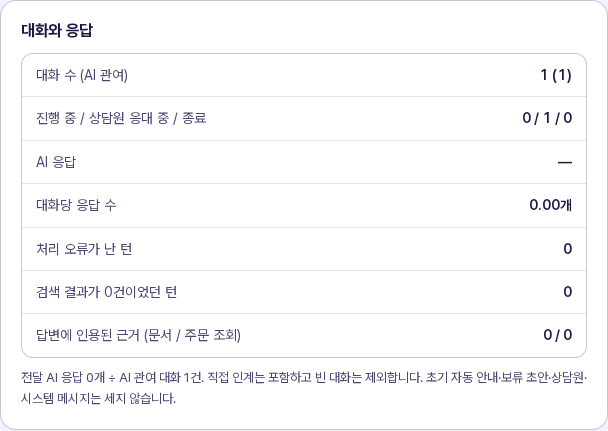 대화와 응답
대화 수 (AI 관여) 1 (1)
진행 중 / 상담원 응대 중 / 종료 0 / 1 / 0
AI 응답 —
대화당 응답 수 0.00개
처리 오류가 난 턴 0
검색 결과가 0건이었던 턴 0
답변에 인용된 근거 (문서 / 주문 조회) 0 / 0
전달 AI 응답 0개 ÷ AI 관여 대화 1건. 직접 인계는 포함하고 빈 대화는 제외합니다. 초기 자동 안내·보류 초안·상담원·
시스템 메시지는 세지 않습니다.